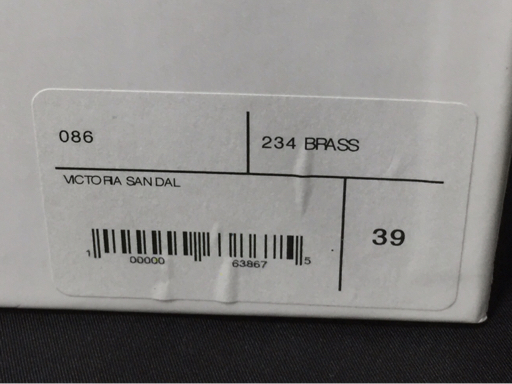 086
234 BRASS
VICTORIA SANDAL
39
1 00000 63867 5